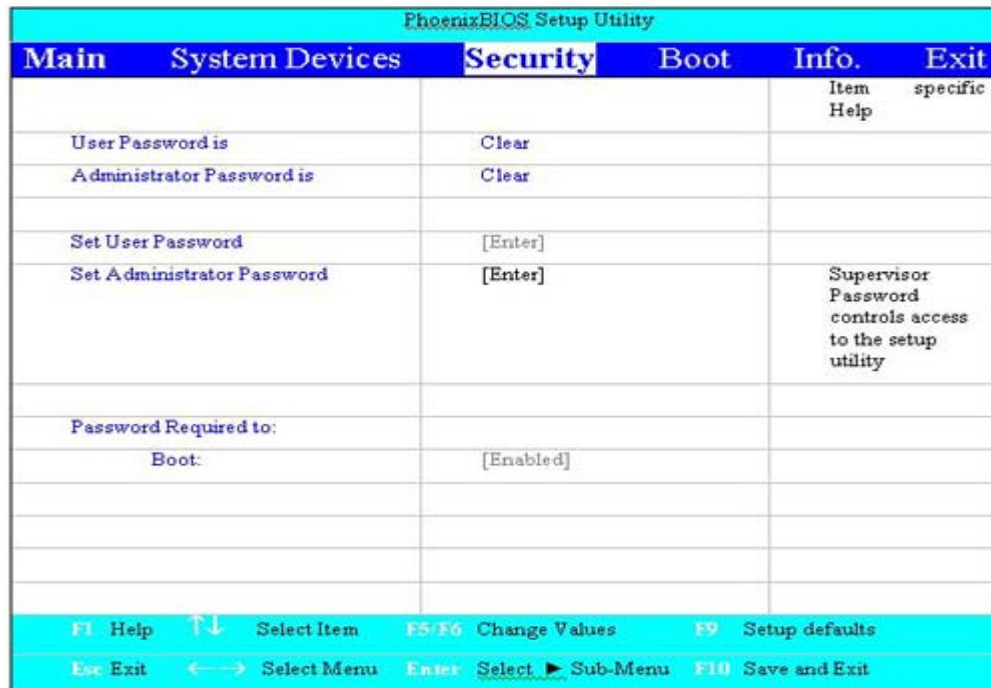 PhoenixBIOS Setup Utility
Main System Devices Security Boot Info. Exit
Item specific
Help
User Password is Clear
Administrator Password is Clear
Set User Password [Enter]
Set Administrator Password [Enter] Supervisor
Password
controls access
to the setup
utility
Password Required to:
Boot: [Enabled]
F1 Help ↑↓ Select Item F5/F6 Change Values F9 Setup defaults
Esc Exit ←→ Select Menu Enter Select ► Sub-Menu F10 Save and Exit